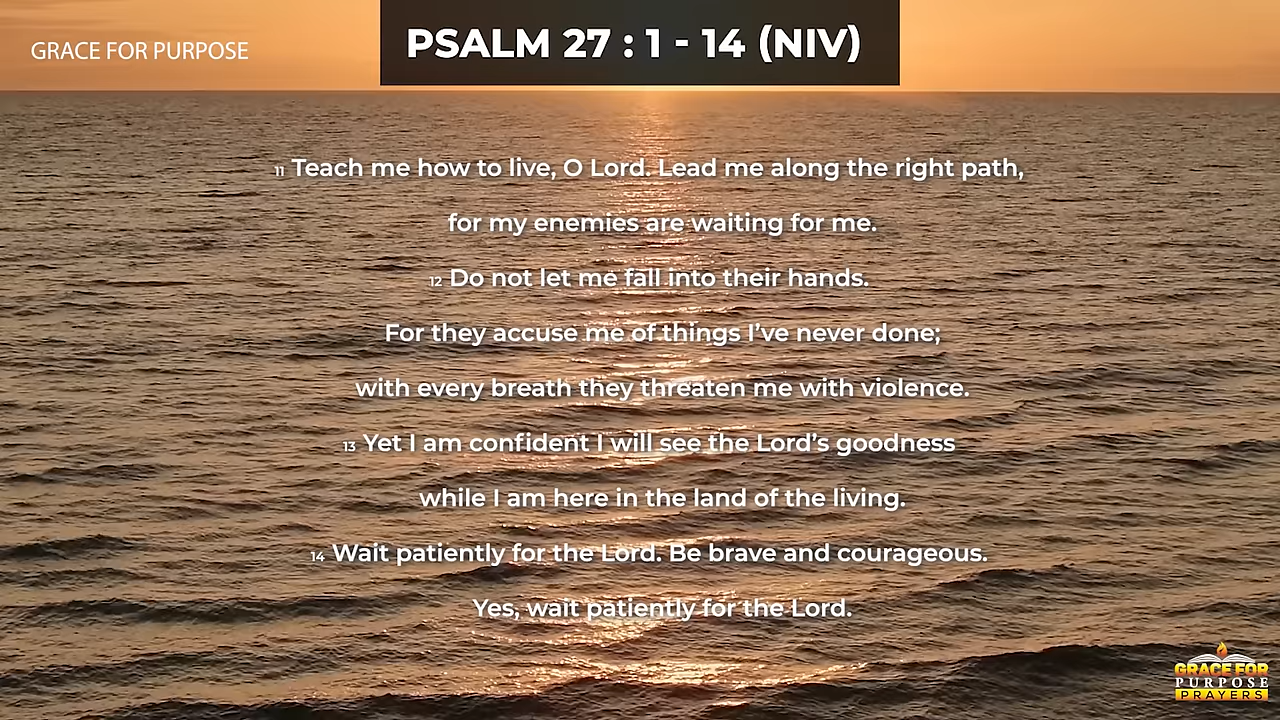 GRACE FOR PURPOSE
PSALM 27 : 1 - 14 (NIV)
11 Teach me how to live, O Lord. Lead me along the right path,
for my enemies are waiting for me.
12 Do not let me fall into their hands.
For they accuse me of things I’ve never done;
with every breath they threaten me with violence.
13 Yet I am confident I will see the Lord’s goodness
while I am here in the land of the living.
14 Wait patiently for the Lord. Be brave and courageous.
Yes, wait patiently for the Lord.
GRACE FOR
PURPOSE
PRAYERS